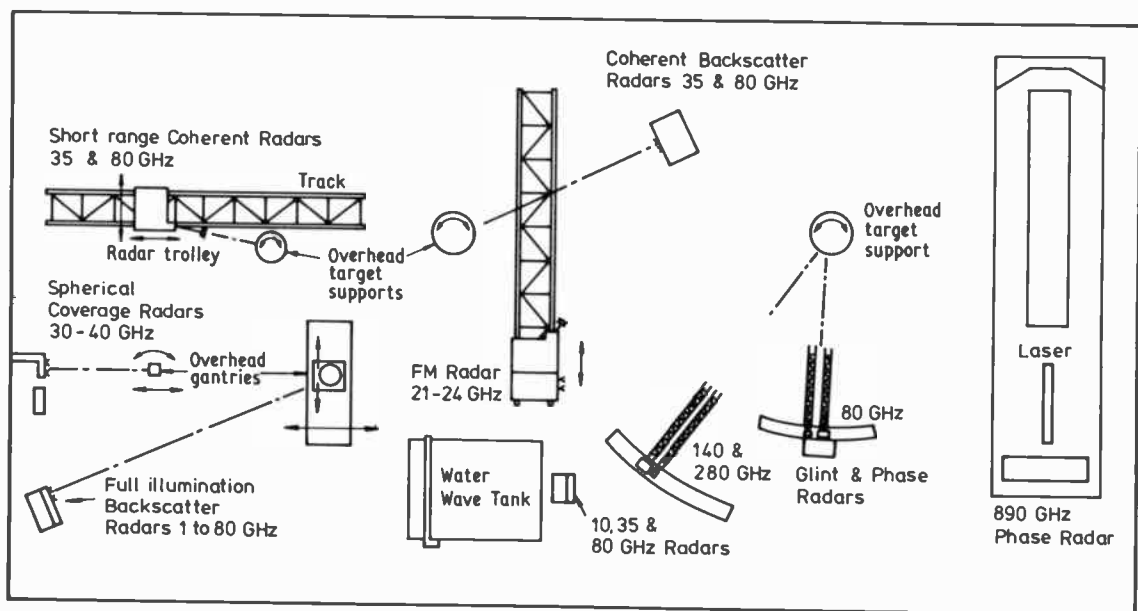 Coherent Backscatter
Radars 35 & 80 GHz
Short range Coherent Radars
35 & 80 GHz
Track
Radar trolley
Overhead
target
supports
Overhead
target
support
Spherical
Coverage Radars
30-40 GHz
Overhead
gantries
FM Radar
21-24 GHz
Laser
80 GHz
140 &
280 GHz
Glint & Phase
Radars
Water
Wave Tank
Full illumination
Backscatter
Radars 1 to 80 GHz
10,35 &
80 GHz Radars
890 GHz
Phase Radar